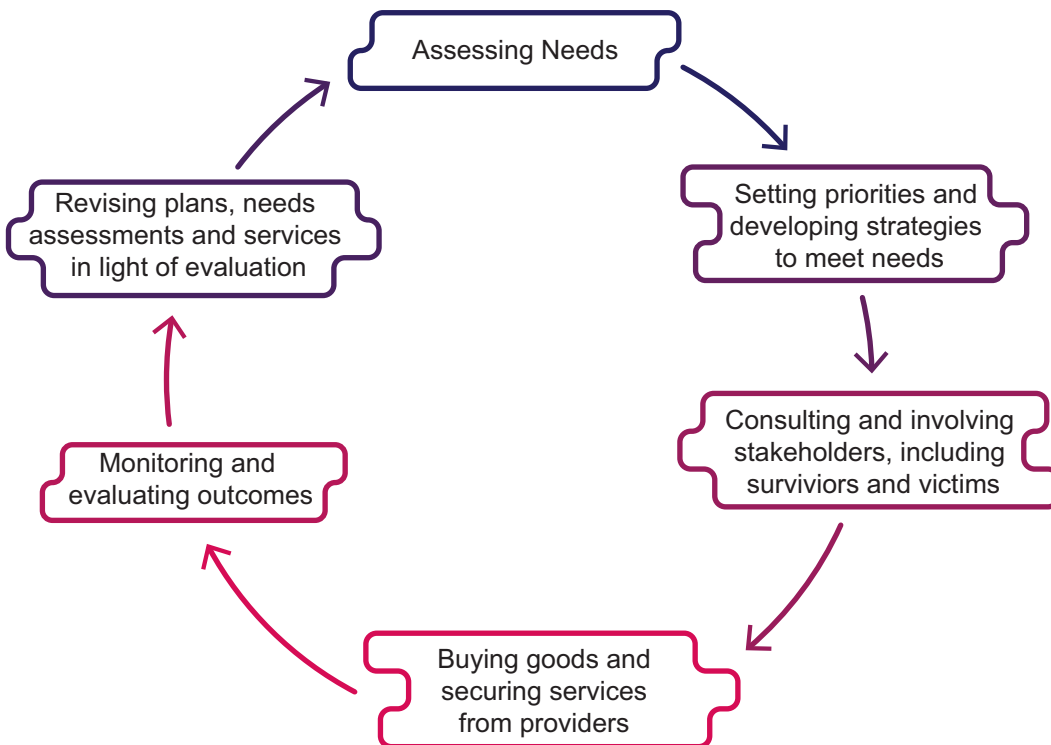 Assessing Needs
Setting priorities and
developing strategies
to meet needs
Consulting and involving
stakeholders, including
surviviors and victims
Buying goods and
securing services
from providers
Monitoring and
evaluating outcomes
Revising plans, needs
assessments and services
in light of evaluation